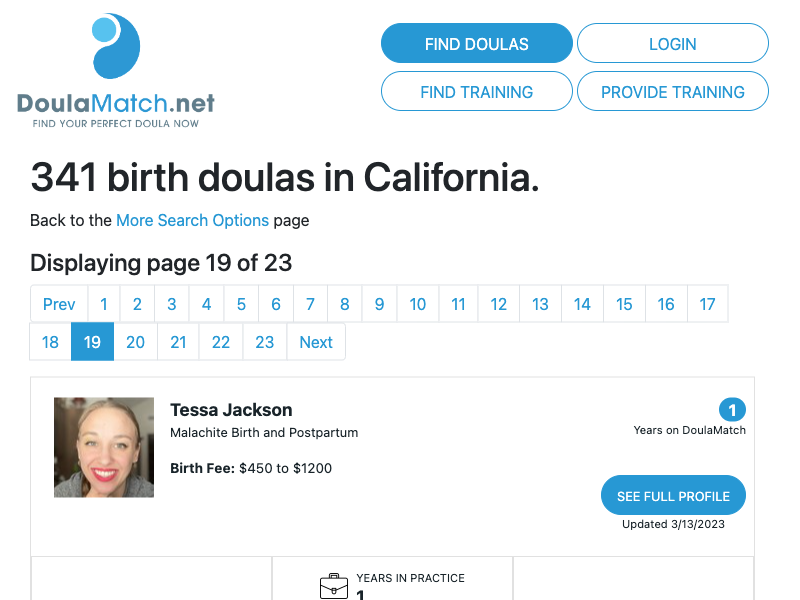 DoulaMatch.net
FIND YOUR PERFECT DOULA NOW
FIND DOULAS
LOGIN
FIND TRAINING
PROVIDE TRAINING
341 birth doulas in California.
Back to the More Search Options page
Displaying page 19 of 23
Prev 1 2 3 4 5 6 7 8 9 10 11 12 13 14 15 16 17
18 19 20 21 22 23 Next
Tessa Jackson
Malachite Birth and Postpartum
Birth Fee: $450 to $1200
1
Years on DoulaMatch
SEE FULL PROFILE
Updated 3/13/2023
YEARS IN PRACTICE
1